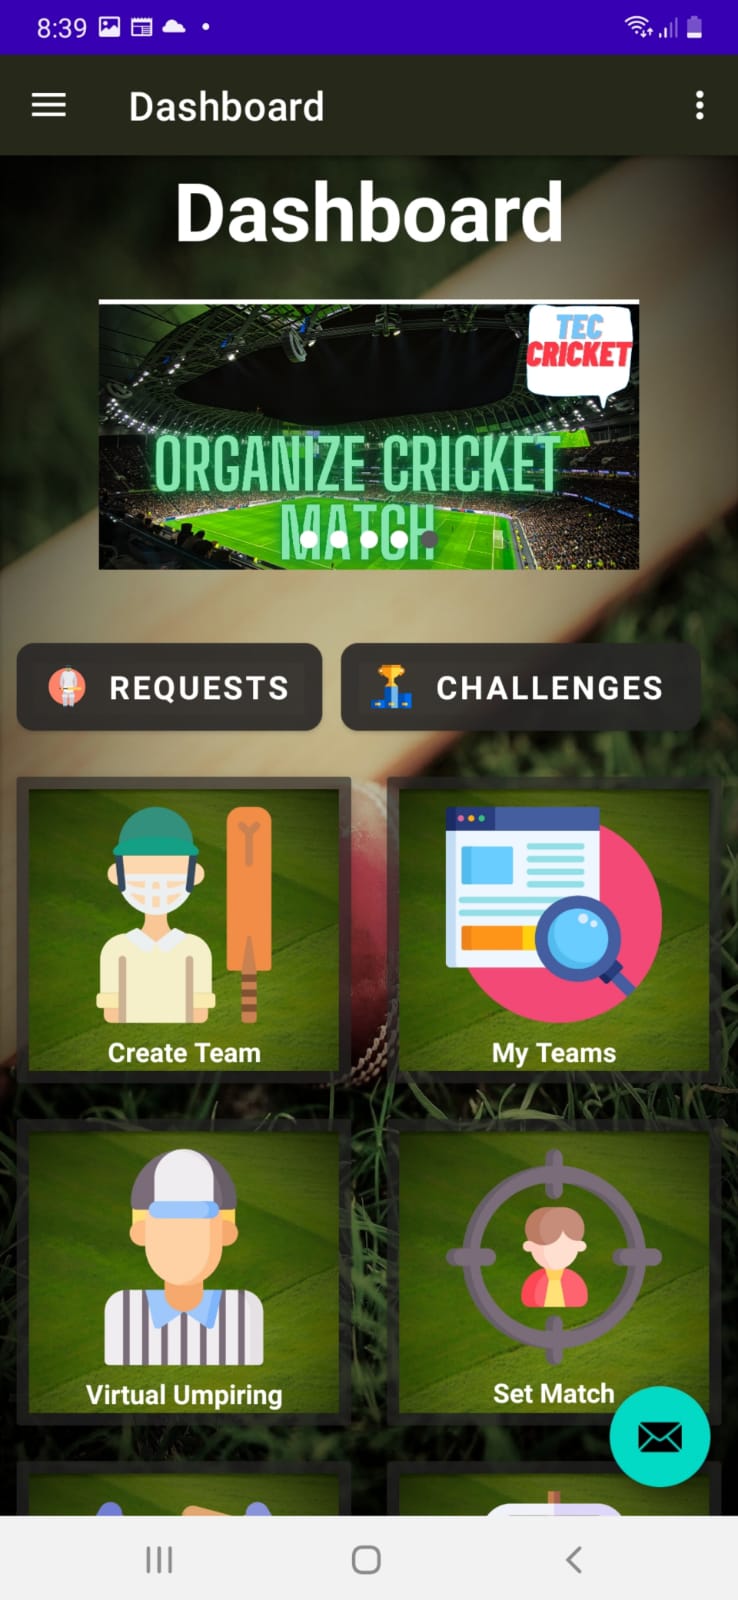 8:39
Dashboard
Dashboard
TEC
CRICKET
ORGANIZE CRICKET
MATCH
REQUESTS
CHALLENGES
Create Team
My Teams
Virtual Umpiring
Set Match